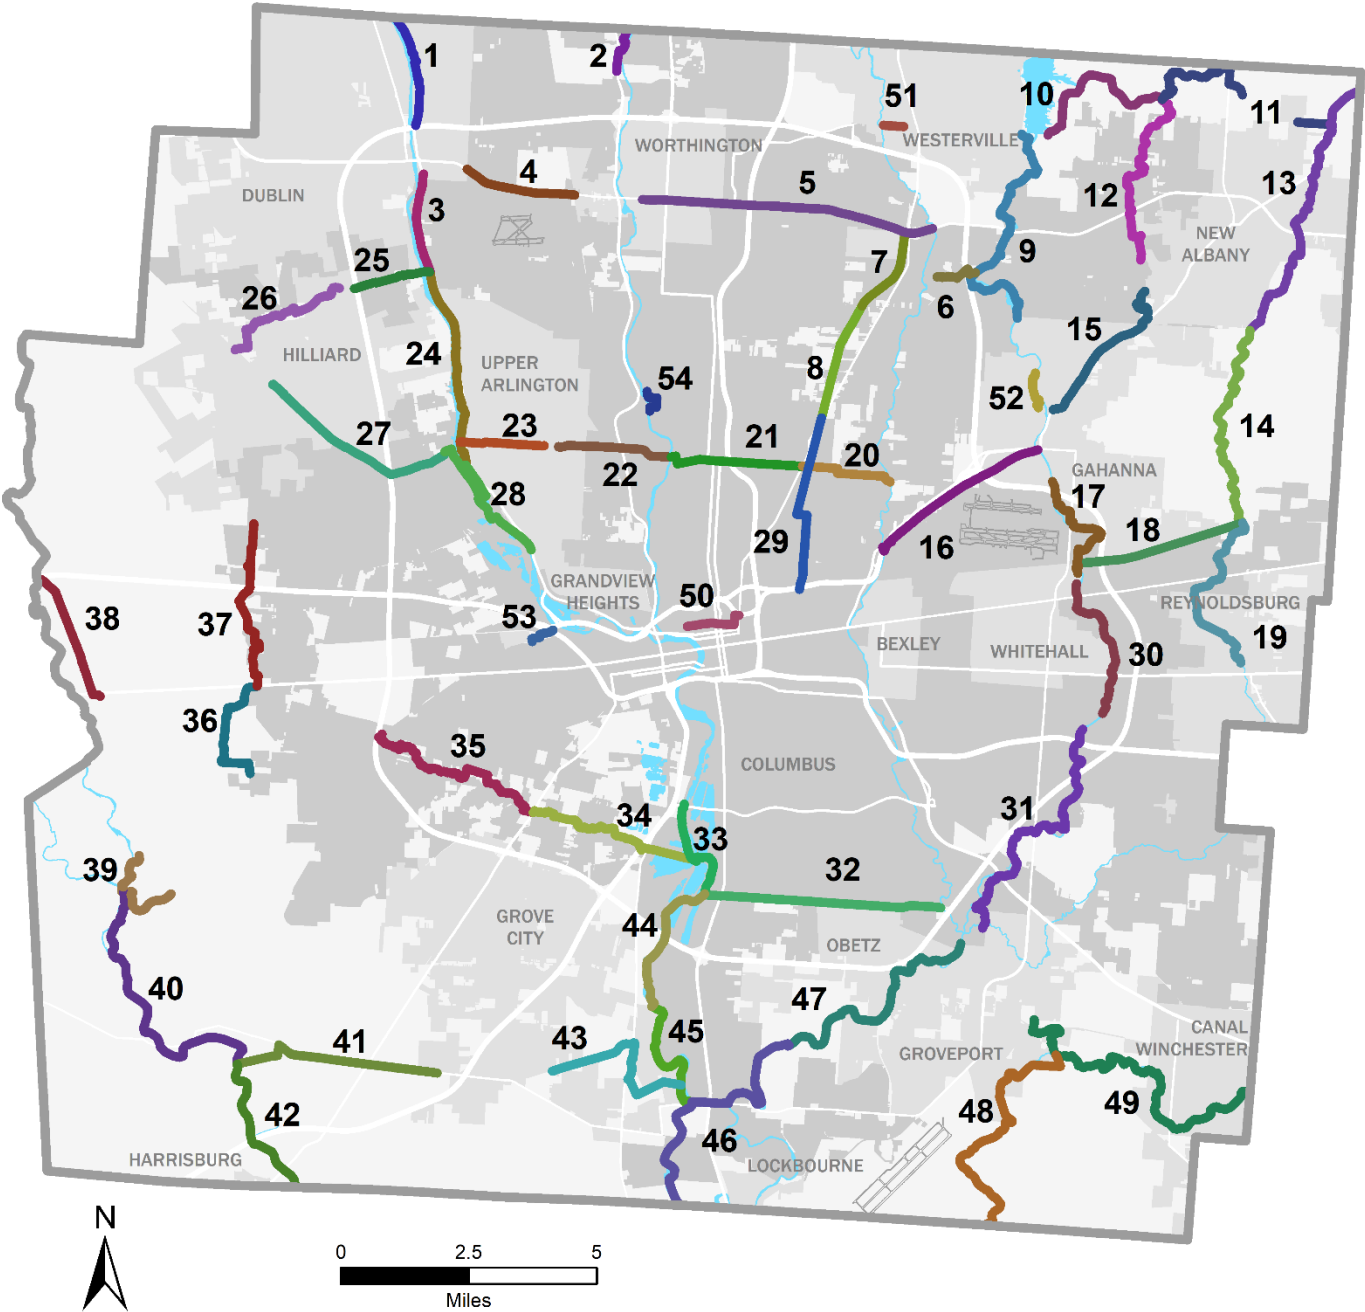 1
2
51
10
11
WORTHINGTON
WESTERVILLE
4
5
13
DUBLIN
3
12
NEW
ALBANY
25
7
9
26
6
15
HILLIARD
24
UPPER
ARLINGTON
8
54
52
27
23
21
20
14
22
GAHANNA
28
17
18
29
16
GRANDVIEW
HEIGHTS
50
REYNOLDSBURG
38
37
53
BEXLEY
WHITEHALL
30
19
36
35
COLUMBUS
34
33
31
39
32
GROVE
CITY
44
OBETZ
40
47
41
43
45
GROVEPORT
CANAL
WINCHESTER
42
48
49
46
HARRISBURG
LOCKBOURNE
N
0
2.5
5
Miles